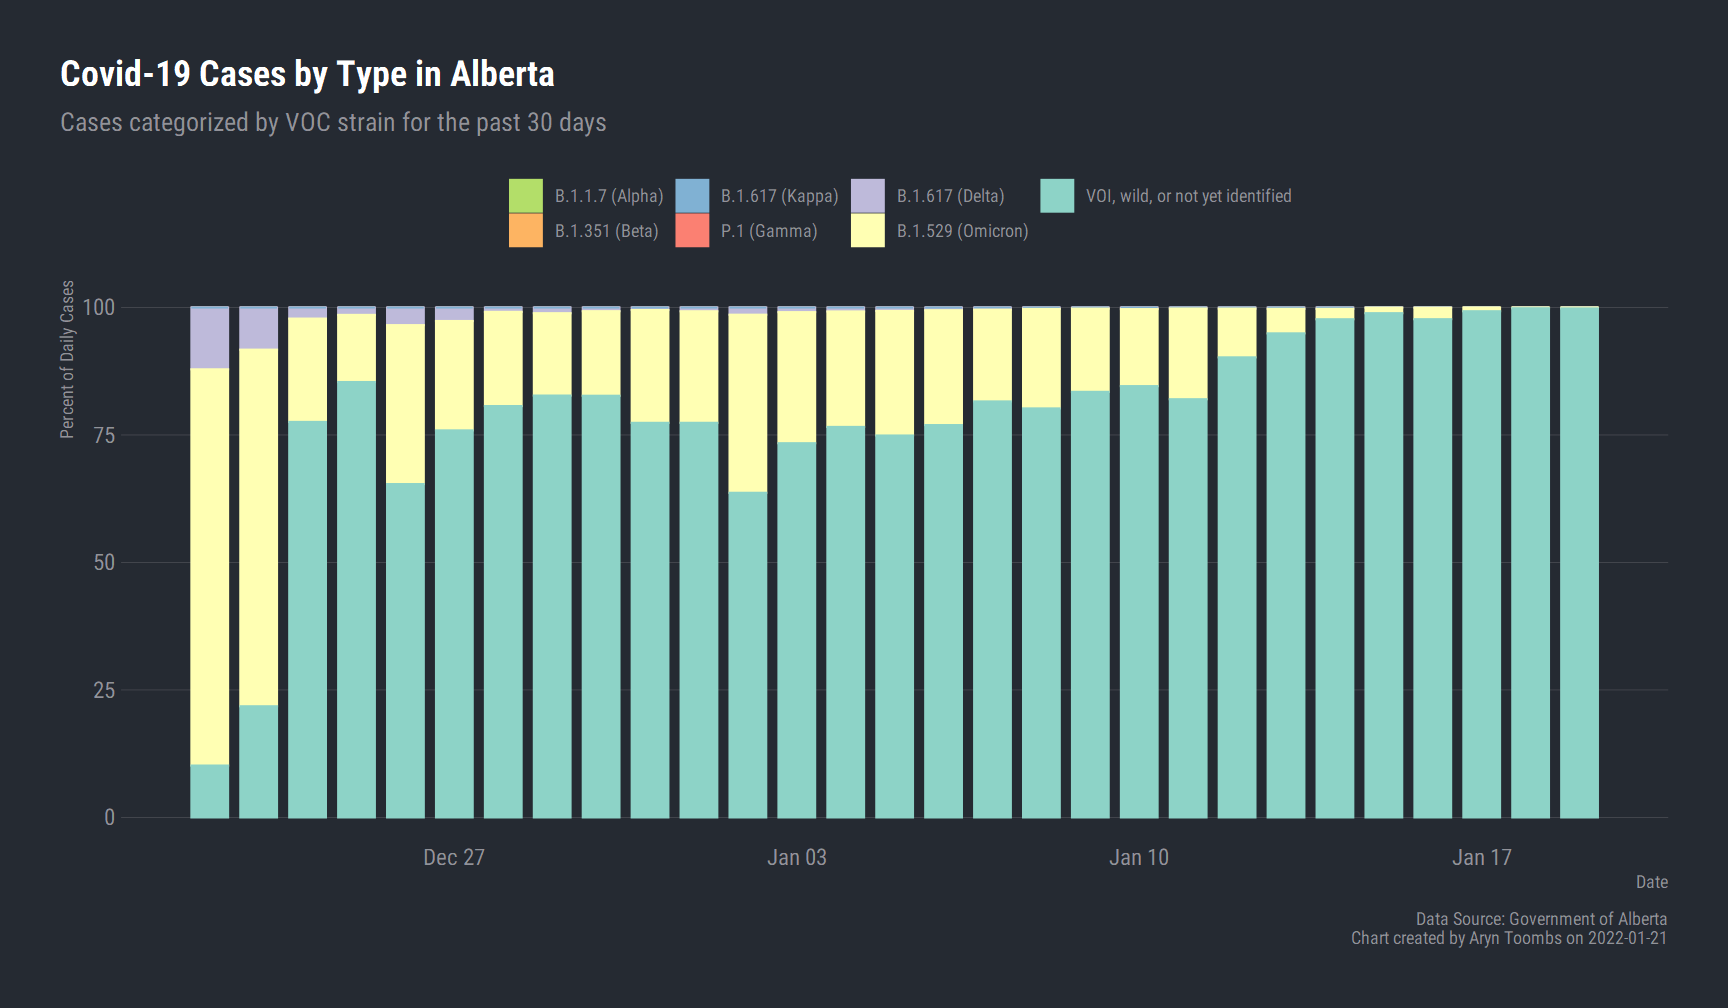 Covid-19 Cases by Type in Alberta
Cases categorized by VOC strain for the past 30 days
B.1.1.7 (Alpha) B.1.617 (Kappa) B.1.617 (Delta) VOI, wild, or not yet identified
B.1.351 (Beta) P.1 (Gamma) B.1.529 (Omicron)
Percent of Daily Cases
100
75
50
25
0
Dec 27 Jan 03 Jan 10 Jan 17
Date
Data Source: Government of Alberta
Chart created by Aryn Toombs on 2022-01-21